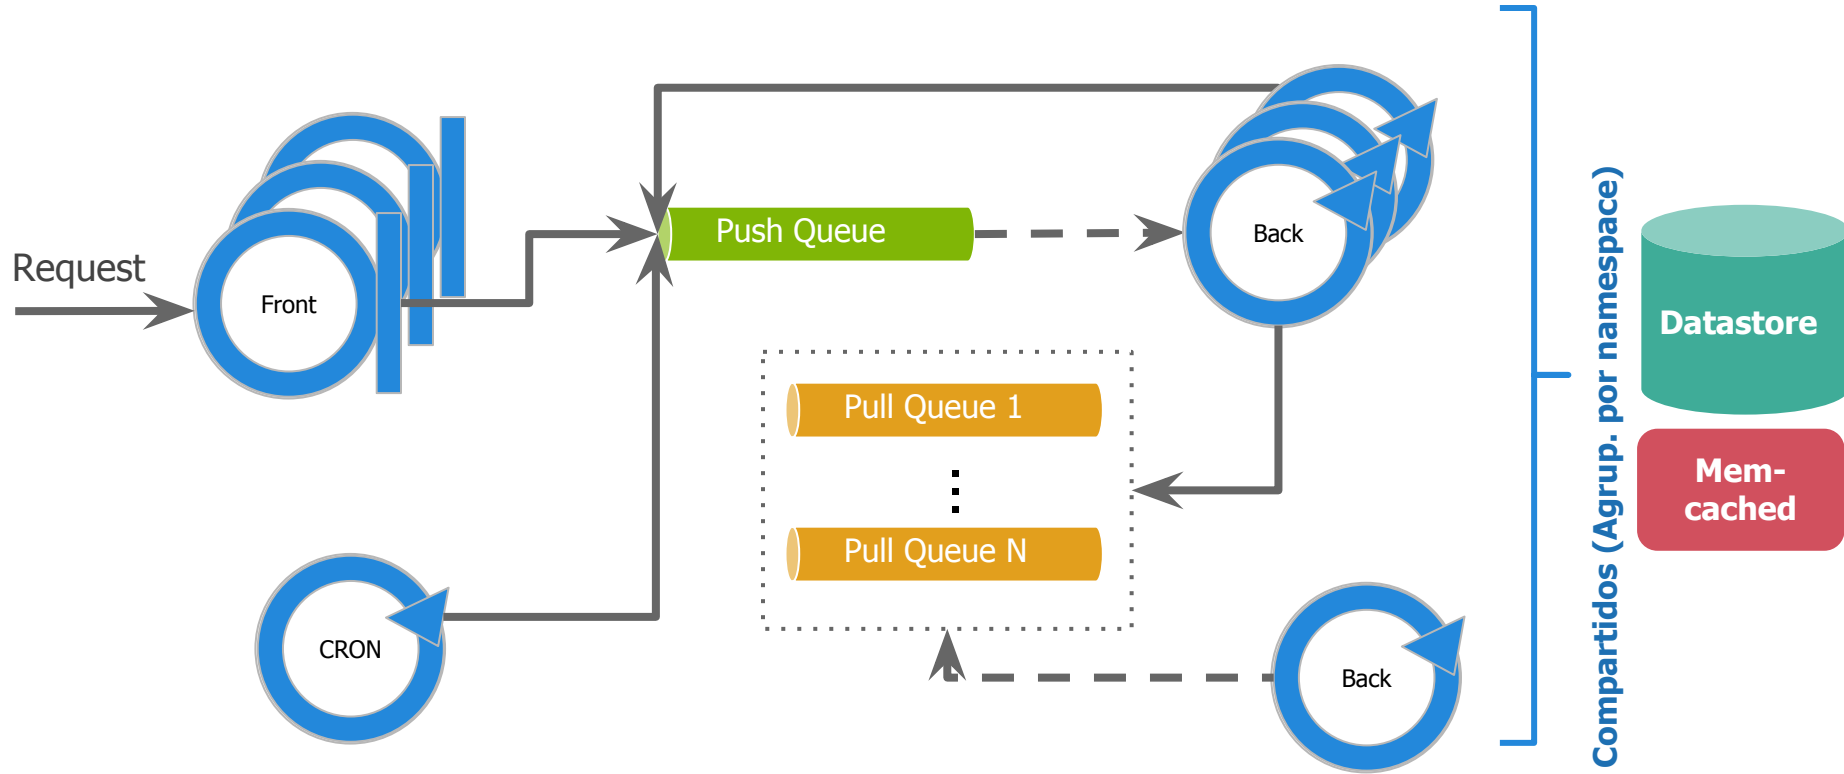 Request
Front
Push Queue
Back
Pull Queue 1
Pull Queue N
CRON
Back
Compartidos (Agrup. por namespace)
Datastore
Mem-
cached